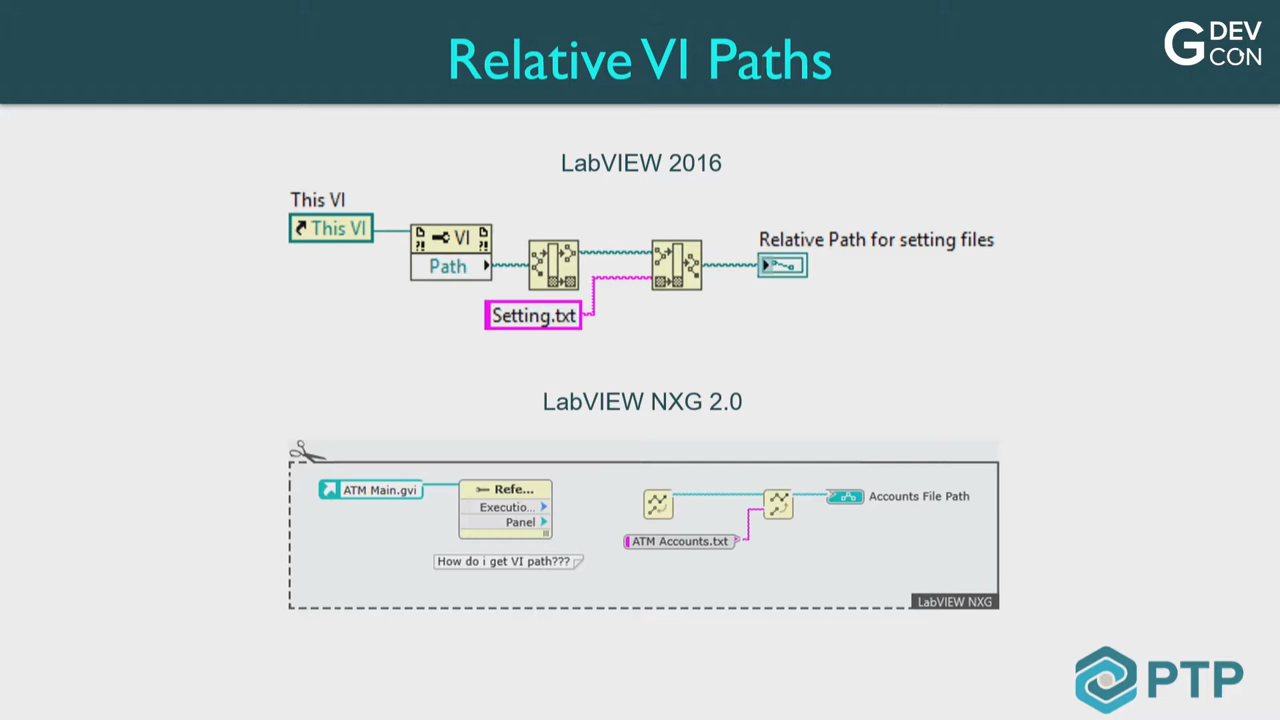 Relative VI Paths
G DEV CON
LabVIEW 2016
This VI
This VI
VI
Path
Setting.txt
Relative Path for setting files
LabVIEW NXG 2.0
ATM Main.gvi
Refe...
Executio...
Panel
How do i get VI path???
ATM Accounts.txt
Accounts File Path
LabVIEW NXG
PTP